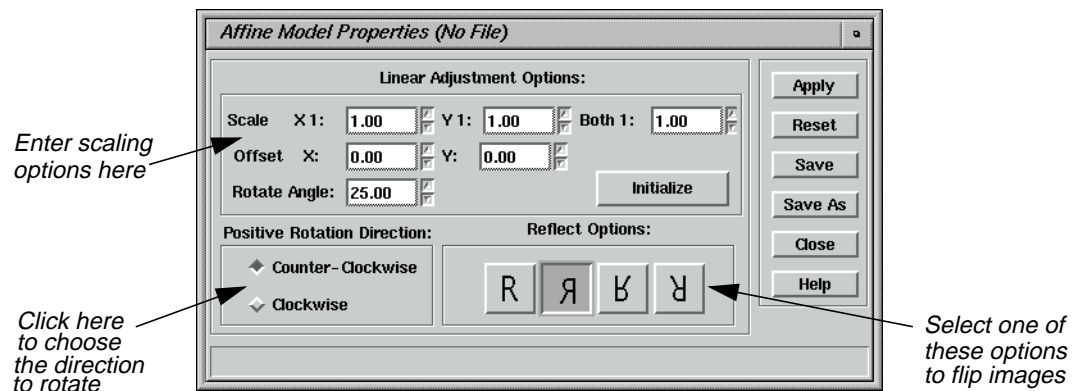 Affine Model Properties (No File)
Linear Adjustment Options:
Scale X 1: 1.00 Y 1: 1.00 Both 1: 1.00
Offset X: 0.00 Y: 0.00
Rotate Angle: 25.00
Initialize
Positive Rotation Direction:
Counter-Clockwise
Clockwise
Reflect Options:
R R R R
Apply
Reset
Save
Save As
Close
Help
Enter scaling
options here
Click here
to choose
the direction
to rotate
Select one of
these options
to flip images